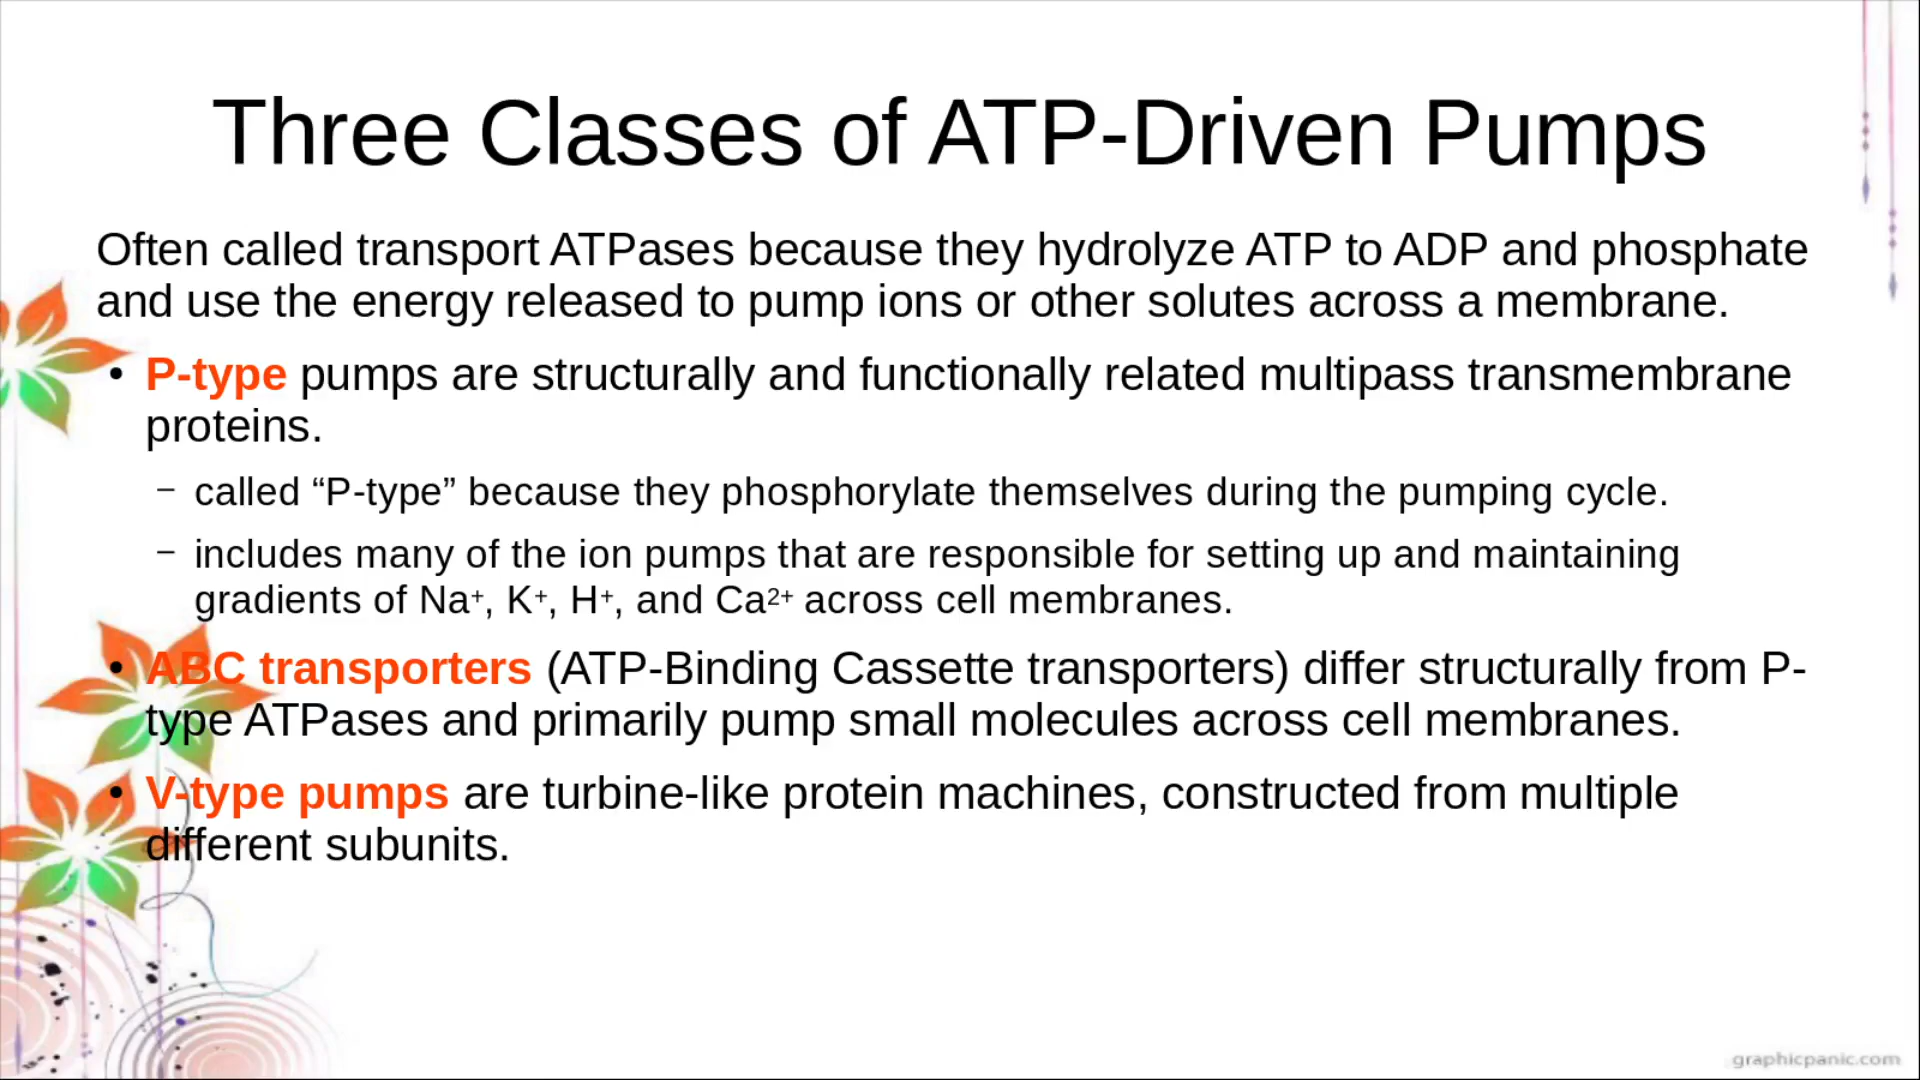 Three Classes of ATP-Driven Pumps
Often called transport ATPases because they hydrolyze ATP to ADP and phosphate
and use the energy released to pump ions or other solutes across a membrane.
• P-type pumps are structurally and functionally related multipass transmembrane
proteins.
– called “P-type” because they phosphorylate themselves during the pumping cycle.
– includes many of the ion pumps that are responsible for setting up and maintaining
gradients of Na⁺, K⁺, H⁺, and Ca²⁺ across cell membranes.
• ABC transporters (ATP-Binding Cassette transporters) differ structurally from P-
type ATPases and primarily pump small molecules across cell membranes.
• V-type pumps are turbine-like protein machines, constructed from multiple
different subunits.
graphicpanic.com